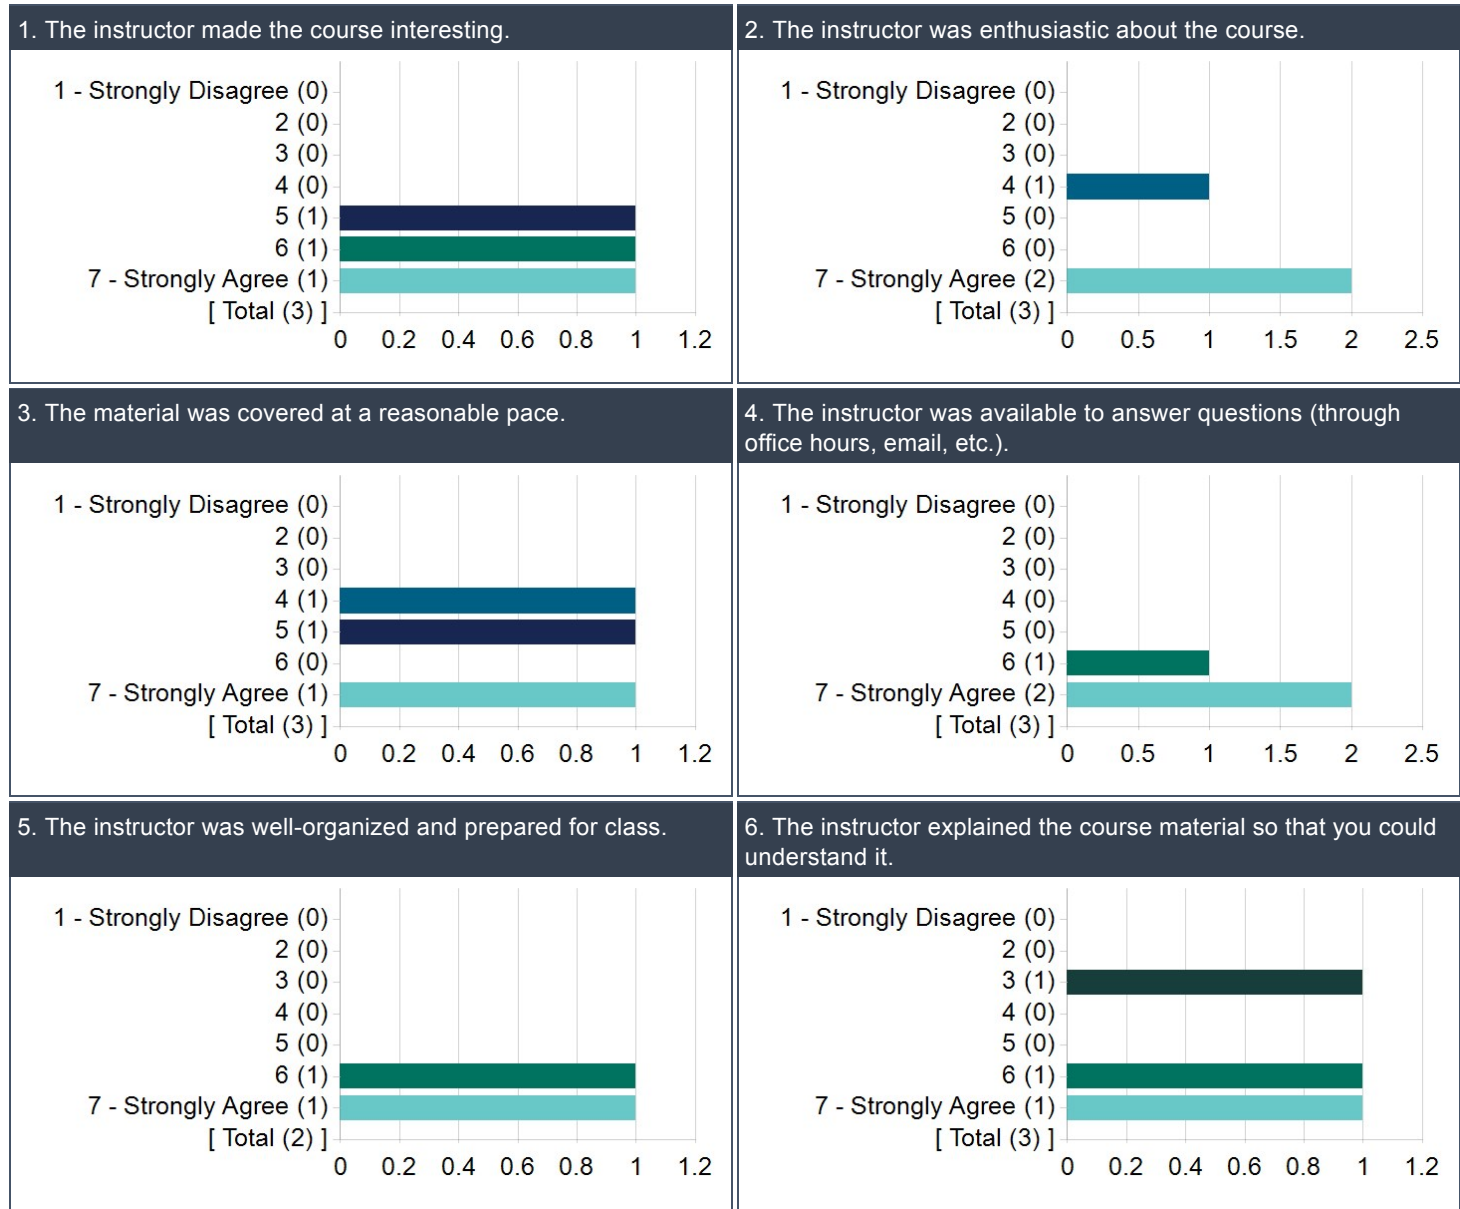 1. The instructor made the course interesting.
1 - Strongly Disagree (0)
2 (0)
3 (0)
4 (0)
5 (1)
6 (1)
7 - Strongly Agree (1)
[ Total (3) ]
0 0.2 0.4 0.6 0.8 1 1.2
2. The instructor was enthusiastic about the course.
1 - Strongly Disagree (0)
2 (0)
3 (0)
4 (1)
5 (0)
6 (0)
7 - Strongly Agree (2)
[ Total (3) ]
0 0.5 1 1.5 2 2.5
3. The material was covered at a reasonable pace.
1 - Strongly Disagree (0)
2 (0)
3 (0)
4 (1)
5 (1)
6 (0)
7 - Strongly Agree (1)
[ Total (3) ]
0 0.2 0.4 0.6 0.8 1 1.2
4. The instructor was available to answer questions (through
office hours, email, etc.).
1 - Strongly Disagree (0)
2 (0)
3 (0)
4 (0)
5 (0)
6 (1)
7 - Strongly Agree (2)
[ Total (3) ]
0 0.5 1 1.5 2 2.5
5. The instructor was well-organized and prepared for class.
1 - Strongly Disagree (0)
2 (0)
3 (0)
4 (0)
5 (0)
6 (1)
7 - Strongly Agree (1)
[ Total (2) ]
0 0.2 0.4 0.6 0.8 1 1.2
6. The instructor explained the course material so that you could
understand it.
1 - Strongly Disagree (0)
2 (0)
3 (1)
4 (0)
5 (0)
6 (1)
7 - Strongly Agree (1)
[ Total (3) ]
0 0.2 0.4 0.6 0.8 1 1.2